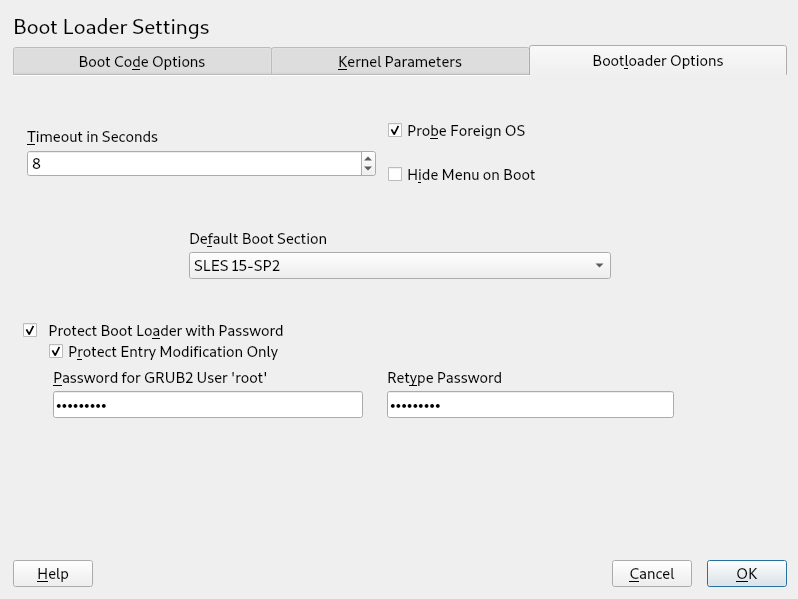 Boot Loader Settings
Boot Code Options
Kernel Parameters
Bootloader Options
Timeout in Seconds
8
Probe Foreign OS
Hide Menu on Boot
Default Boot Section
SLES 15-SP2
Protect Boot Loader with Password
Protect Entry Modification Only
Password for GRUB2 User 'root'
•••••••••
Retype Password
•••••••••
Help
Cancel
OK